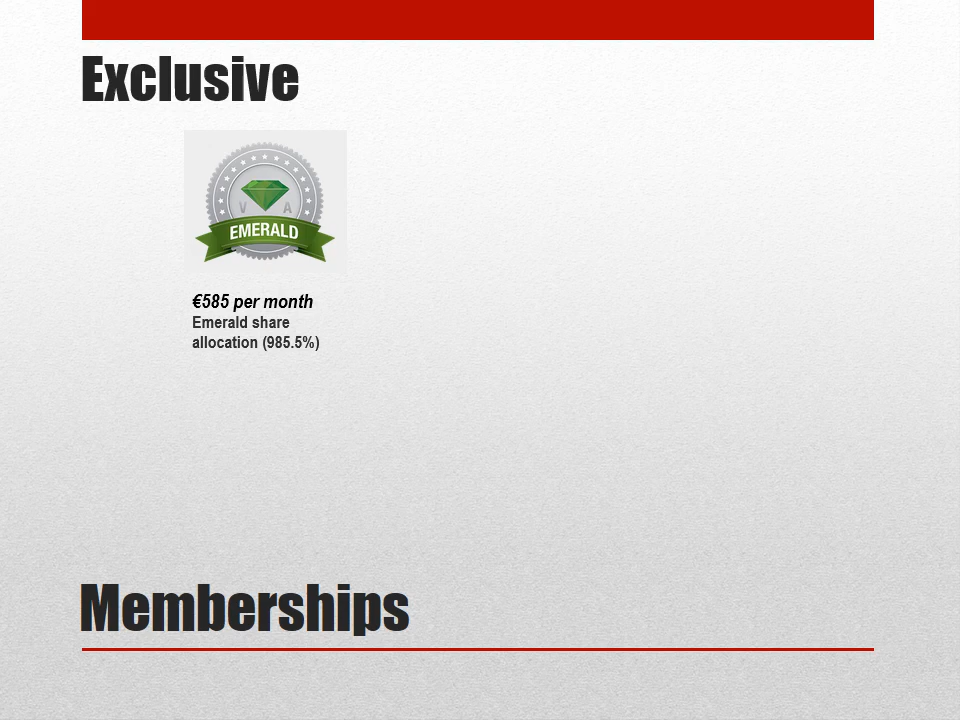 Exclusive
V A
EMERALD
€585 per month
Emerald share
allocation (985.5%)
Memberships